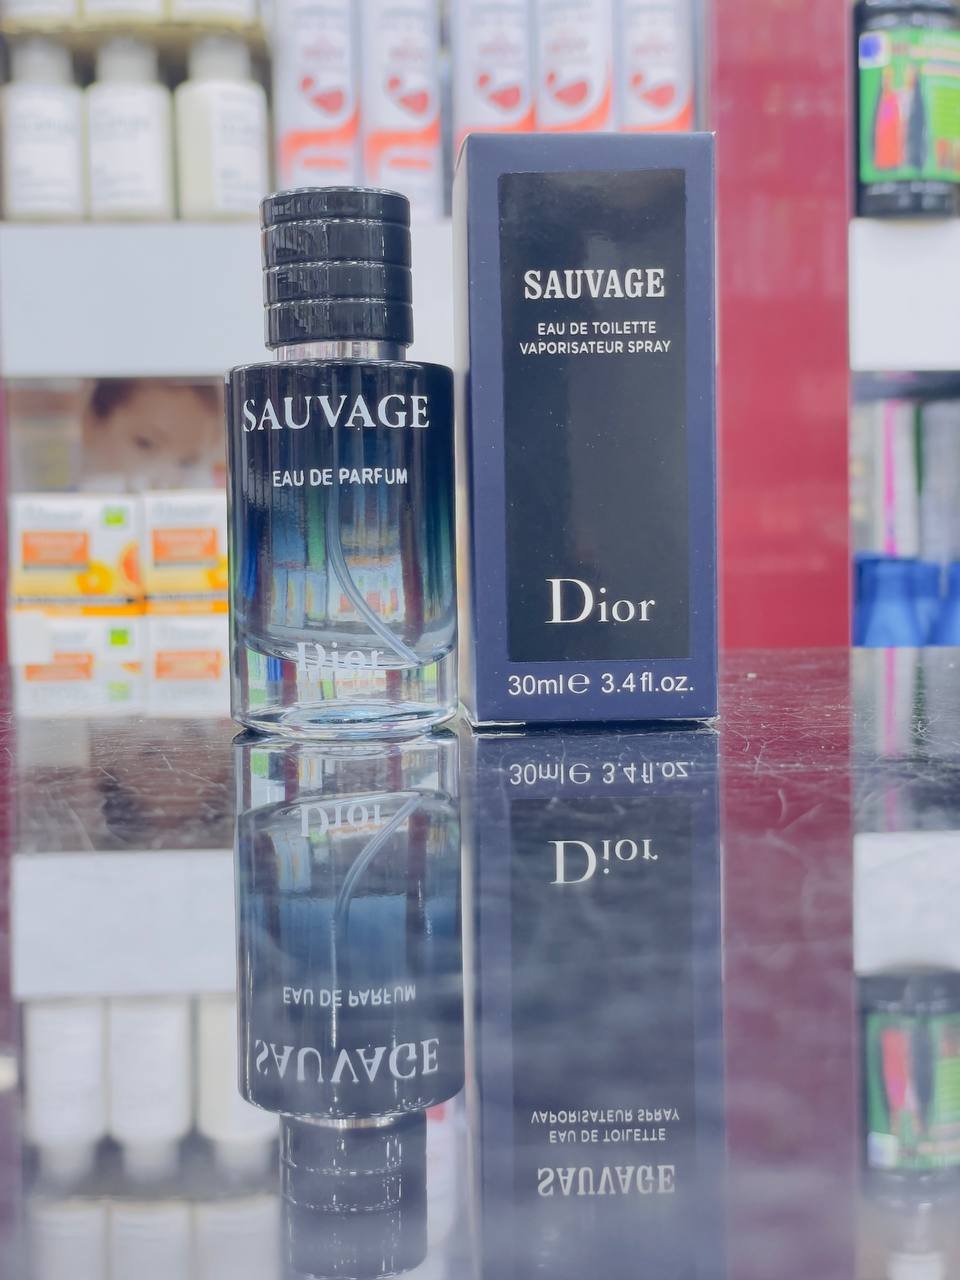 SAUVAGE
EAU DE PARFUM
Dior
SAUVAGE
EAU DE TOILETTE
VAPORISATEUR SPRAY
Dior
30ml℮ 3.4 fl.oz.